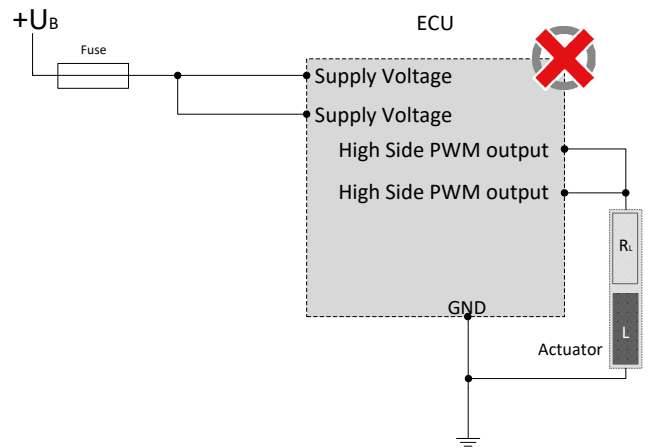 +UB
ECU
Fuse
Supply Voltage
Supply Voltage
High Side PWM output
High Side PWM output
RL
GND
L
Actuator